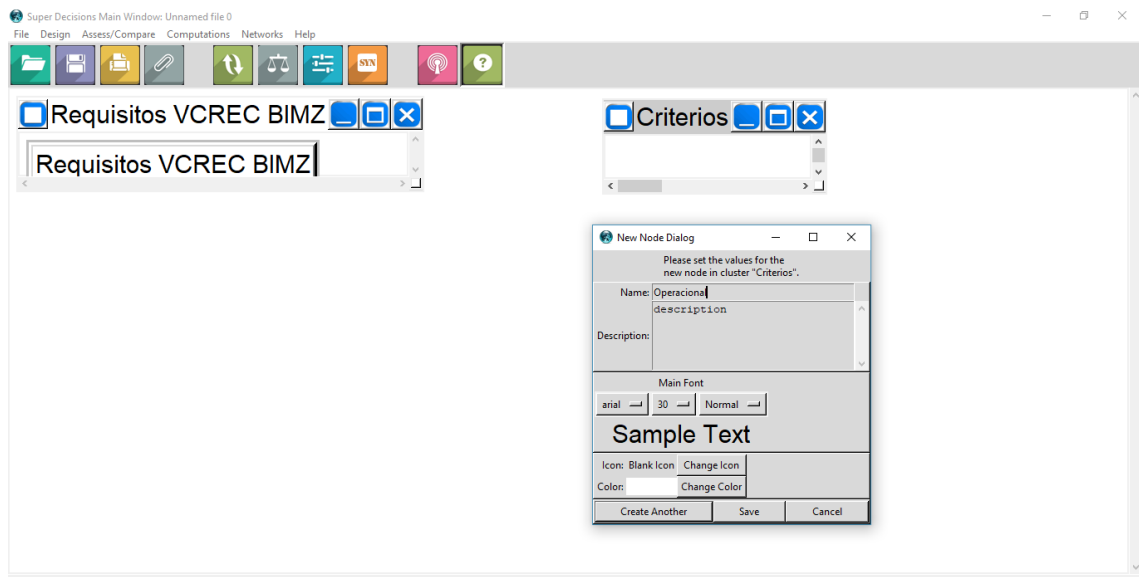 Super Decisions Main Window: Unnamed file 0
File Design Assess/Compare Computations Networks Help
SYN ?
Requisitos VCREC BIMZ
Requisitos VCREC BIMZ
Criterios
New Node Dialog
Please set the values for the
new node in cluster "Criterios".
Name: Operacional
description
Description:
Main Font
arial 30 Normal
Sample Text
Icon: Blank Icon Change Icon
Color: Change Color
Create Another Save Cancel